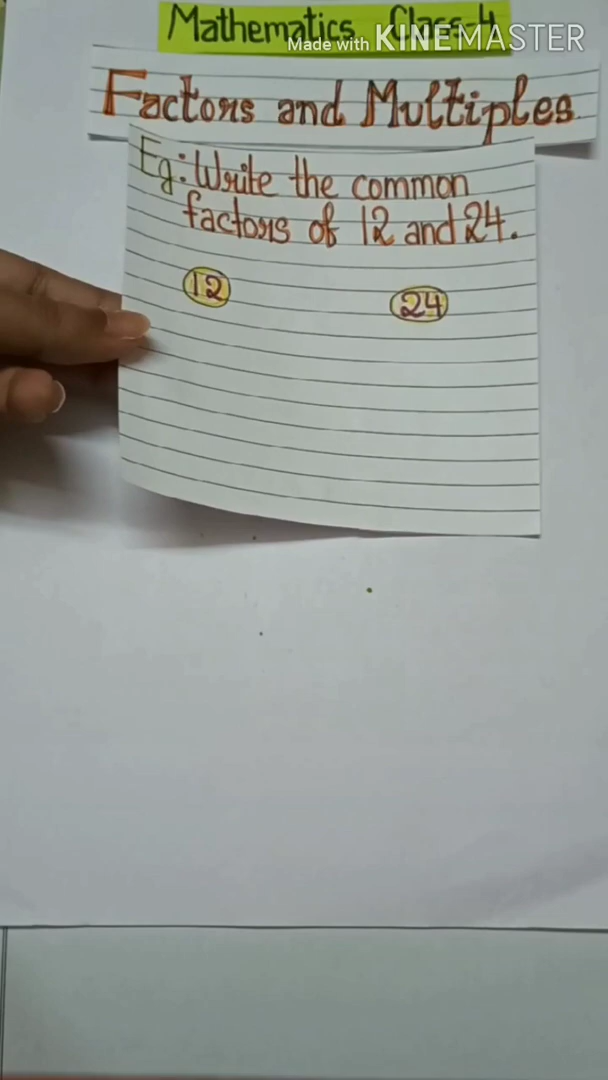 Mathematics Class-4
Made with KINEMASTER
Factors and Multiples
Eg: Write the common
factors of 12 and 24.
12 24